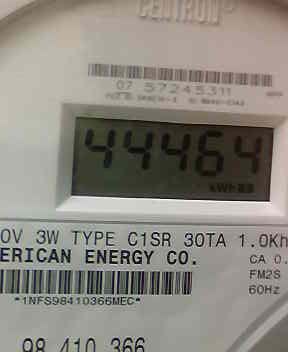 CENTRON®
07 57245311
44464
kWh
0V 3W TYPE C1SR 30TA 1.0Kh
ERICAN ENERGY CO.
CA 0.
FM2S
60Hz
*1NFS98410366MEC*
98 410 366